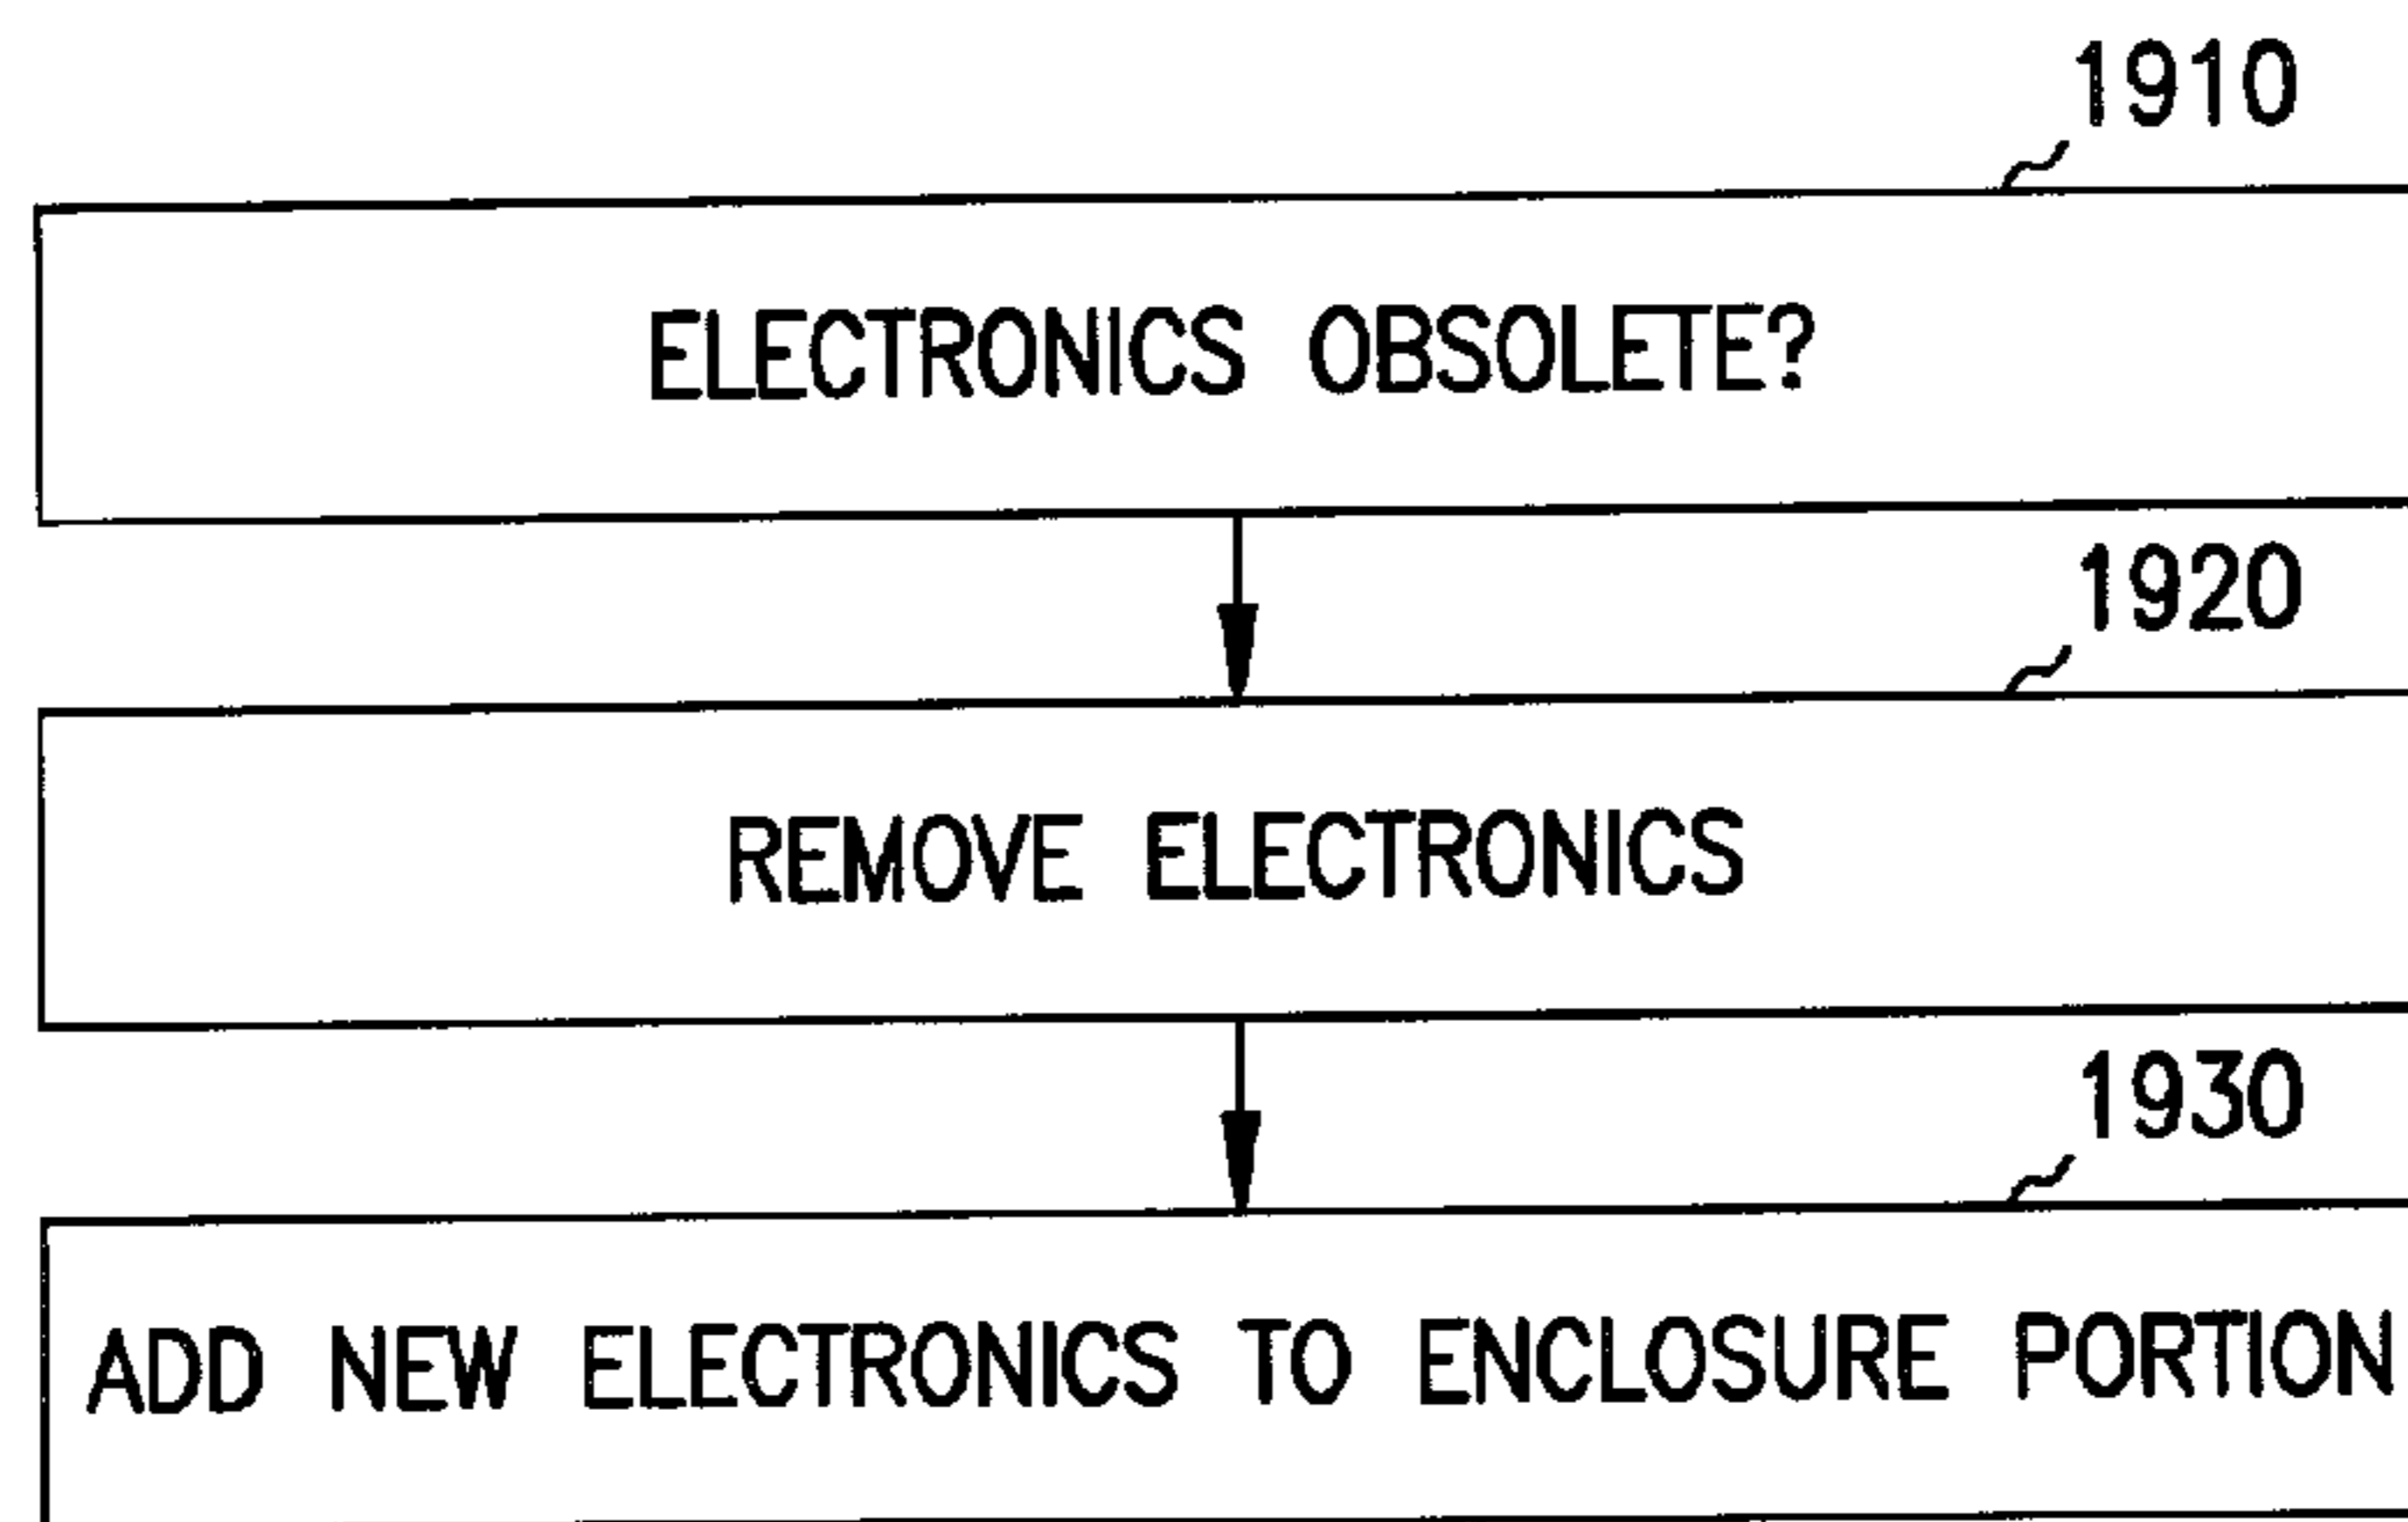 1910
ELECTRONICS OBSOLETE?
1920
REMOVE ELECTRONICS
1930
ADD NEW ELECTRONICS TO ENCLOSURE PORTION